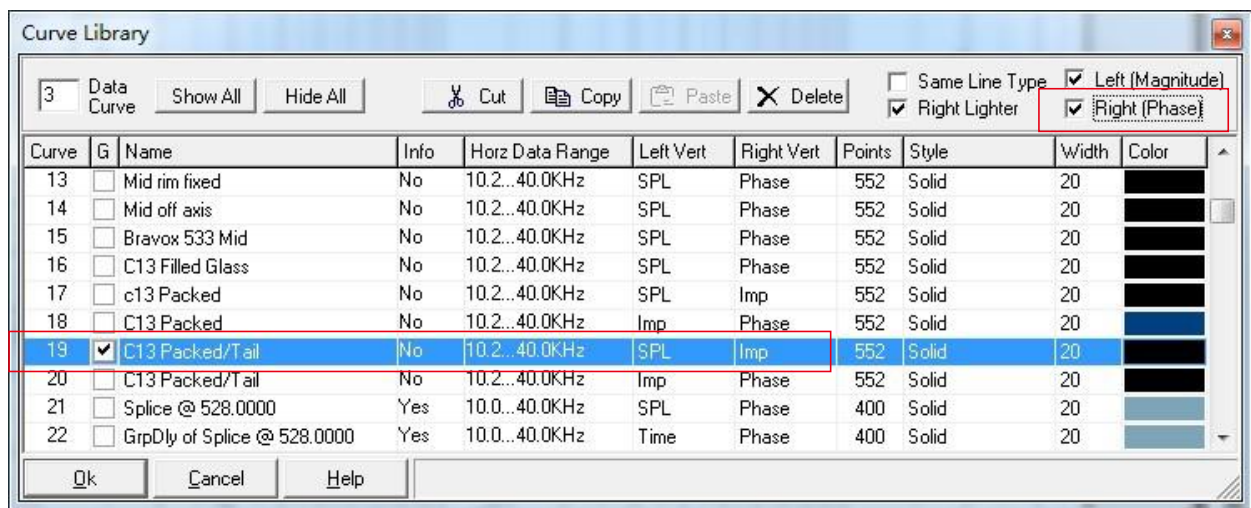 Curve Library
3 Data Curve Show All Hide All Cut Copy Paste Delete Same Line Type Left (Magnitude)
Right Lighter Right (Phase)
Curve G Name Info Horz Data Range Left Vert Right Vert Points Style Width Color
13 Mid rim fixed No 10.2...40.0KHz SPL Phase 552 Solid 20
14 Mid off axis No 10.2...40.0KHz SPL Phase 552 Solid 20
15 Bravox 533 Mid No 10.2...40.0KHz SPL Phase 552 Solid 20
16 C13 Filled Glass No 10.2...40.0KHz SPL Phase 552 Solid 20
17 c13 Packed No 10.2...40.0KHz SPL Imp 552 Solid 20
18 C13 Packed No 10.2...40.0KHz Imp Phase 552 Solid 20
19 C13 Packed/Tail No 10.2...40.0KHz SPL Imp 552 Solid 20
20 C13 Packed/Tail No 10.2...40.0KHz Imp Phase 552 Solid 20
21 Splice @ 528.0000 Yes 10.0...40.0KHz SPL Phase 400 Solid 20
22 GrpDly of Splice @ 528.0000 Yes 10.0...40.0KHz Time Phase 400 Solid 20
Ok Cancel Help